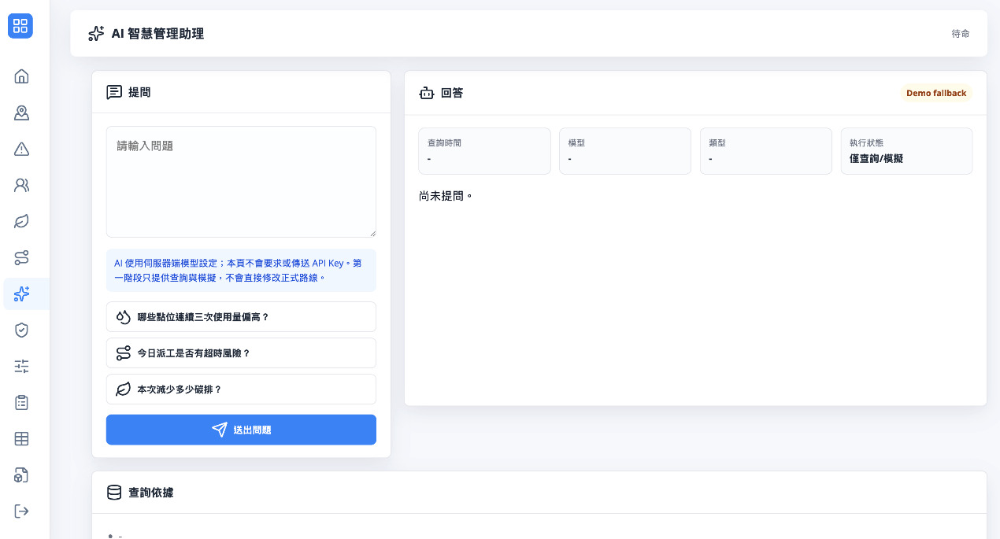 AI 智慧管理助理
待命
提問
請輸入問題
AI 使用伺服器端模型設定；本頁不會要求或傳送 API Key。第
一階段只提供查詢與模擬，不會直接修改正式路線。
哪些點位連續三次使用量偏高？
今日派工是否有超時風險？
本次減少多少碳排？
送出問題
回答
Demo fallback
查詢時間
-
模型
-
類型
-
執行狀態
僅查詢/模擬
尚未提問。
查詢依據
-